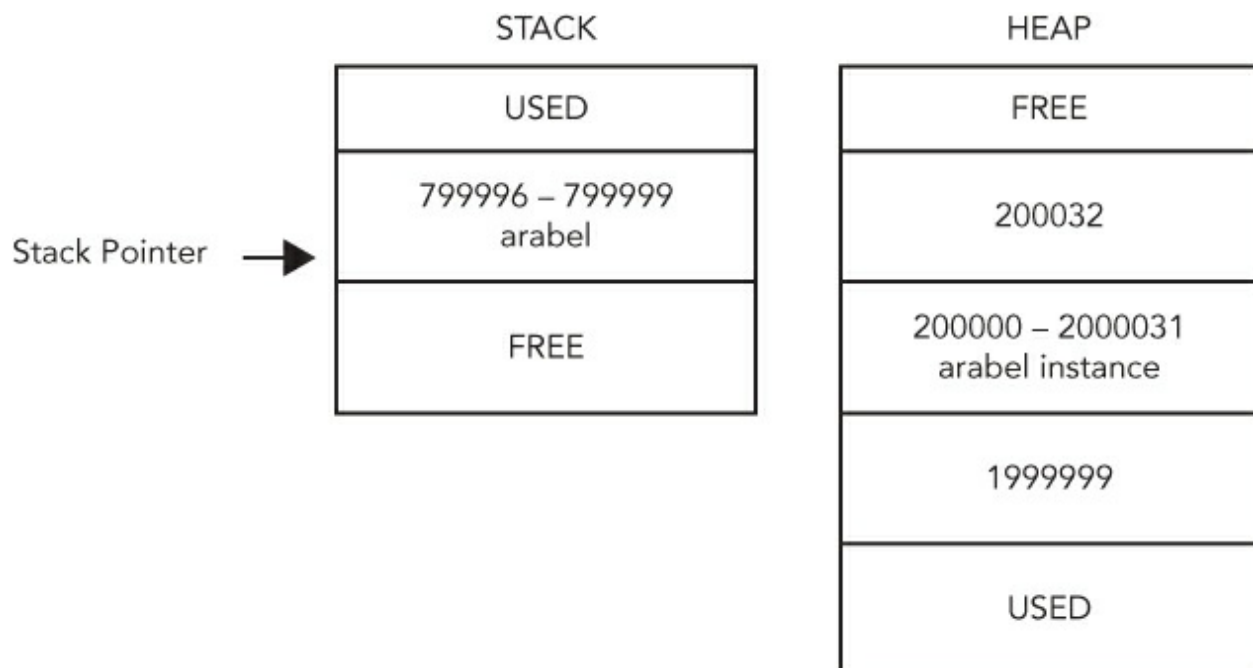 STACK
USED
799996 – 799999
arabel
Stack Pointer
FREE
HEAP
FREE
200032
200000 – 2000031
arabel instance
1999999
USED